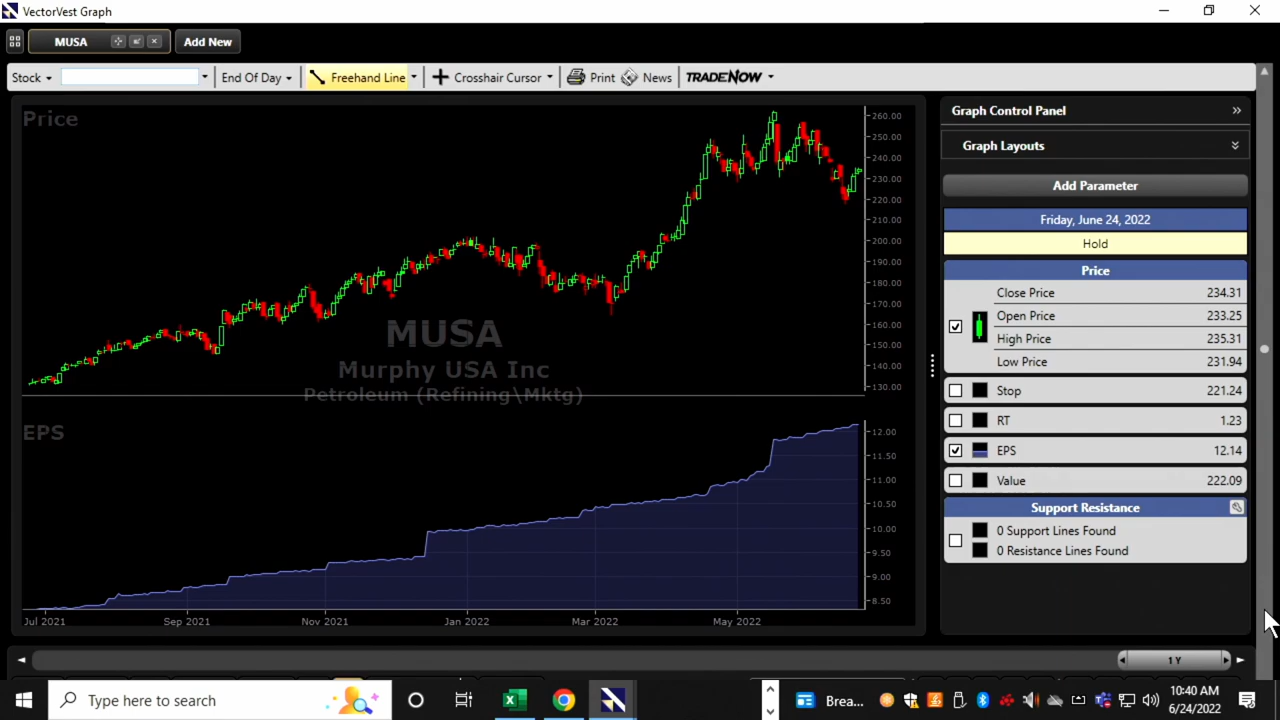 VectorVest Graph
MUSA
Add New
Stock
End Of Day
Freehand Line
Crosshair Cursor
Print
News
TRADENOW
Price
260.00
250.00
240.00
230.00
220.00
210.00
200.00
190.00
180.00
170.00
160.00
150.00
140.00
130.00
MUSA
Murphy USA Inc
Petroleum (Refining\Mktg)
EPS
12.00
11.50
11.00
10.50
10.00
9.50
9.00
8.50
Jul 2021 Sep 2021 Nov 2021 Jan 2022 Mar 2022 May 2022
Graph Control Panel
Graph Layouts
Add Parameter
Friday, June 24, 2022
Hold
Price
Close Price 234.31
Open Price 233.25
High Price 235.31
Low Price 231.94
Stop 221.24
RT 1.23
EPS 12.14
Value 222.09
Support Resistance
0 Support Lines Found
0 Resistance Lines Found
1 Y
Type here to search
Brea...
10:40 AM
6/24/2022